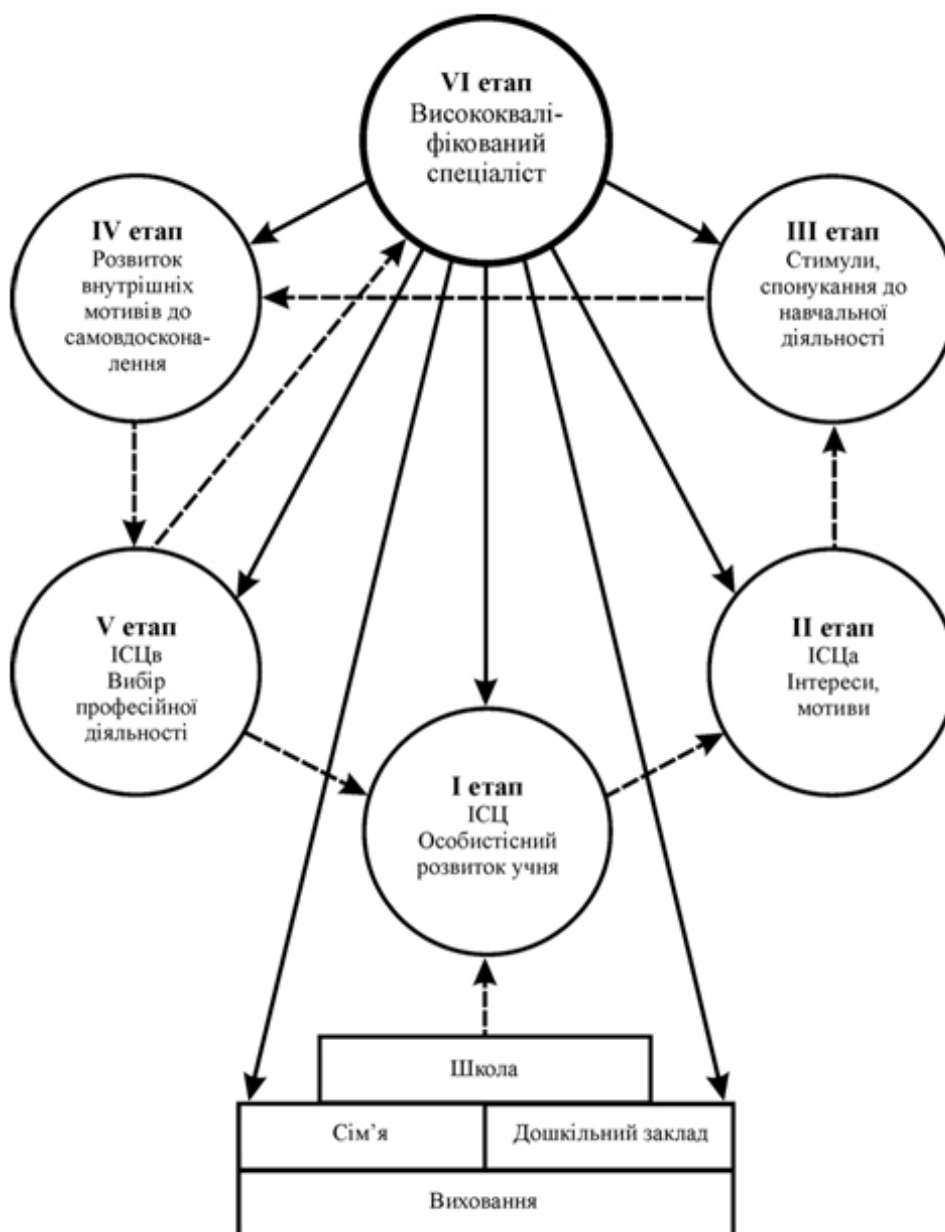 VI етап
Висококвалі-
фікований
спеціаліст
IV етап
Розвиток
внутрішніх
мотивів до
самовдоскона-
лення
III етап
Стимули,
спонукання до
навчальної
діяльності
V етап
ІСЦв
Вибір
професійної
діяльності
II етап
ІСЦа
Інтереси,
мотиви
I етап
ІСЦ
Особистісний
розвиток учня
Школа
Сім’я
Дошкільний заклад
Виховання